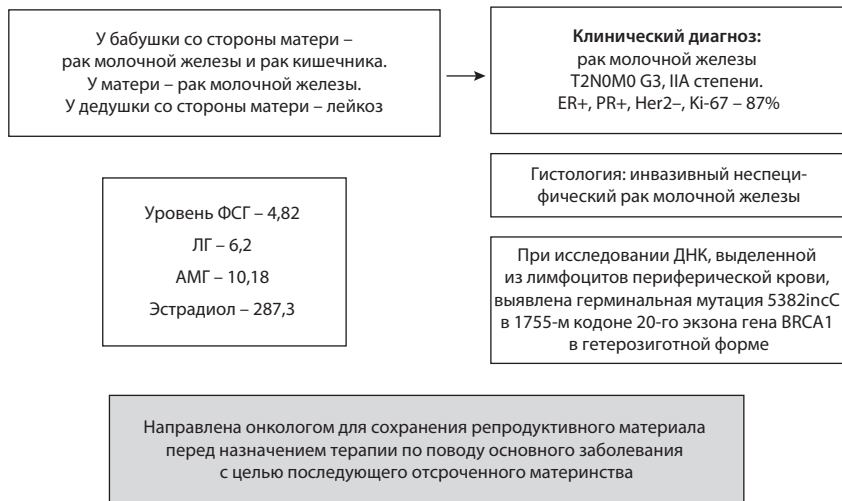 У бабушки со стороны матери –
рак молочной железы и рак кишечника.
У матери – рак молочной железы.
У дедушки со стороны матери – лейкоз
Клинический диагноз:
рак молочной железы
T2N0M0 G3, IIA степени.
ER+, PR+, Her2–, Ki-67 – 87%
Гистология: инвазивный неспеци-
фический рак молочной железы
Уровень ФСГ – 4,82
ЛГ – 6,2
АМГ – 10,18
Эстрадиол – 287,3
При исследовании ДНК, выделенной
из лимфоцитов периферической крови,
выявлена герминальная мутация 5382incC
в 1755-м кодоне 20-го экзона гена BRCA1
в гетерозиготной форме
Направлена онкологом для сохранения репродуктивного материала
перед назначением терапии по поводу основного заболевания
с целью последующего отсроченного материнства